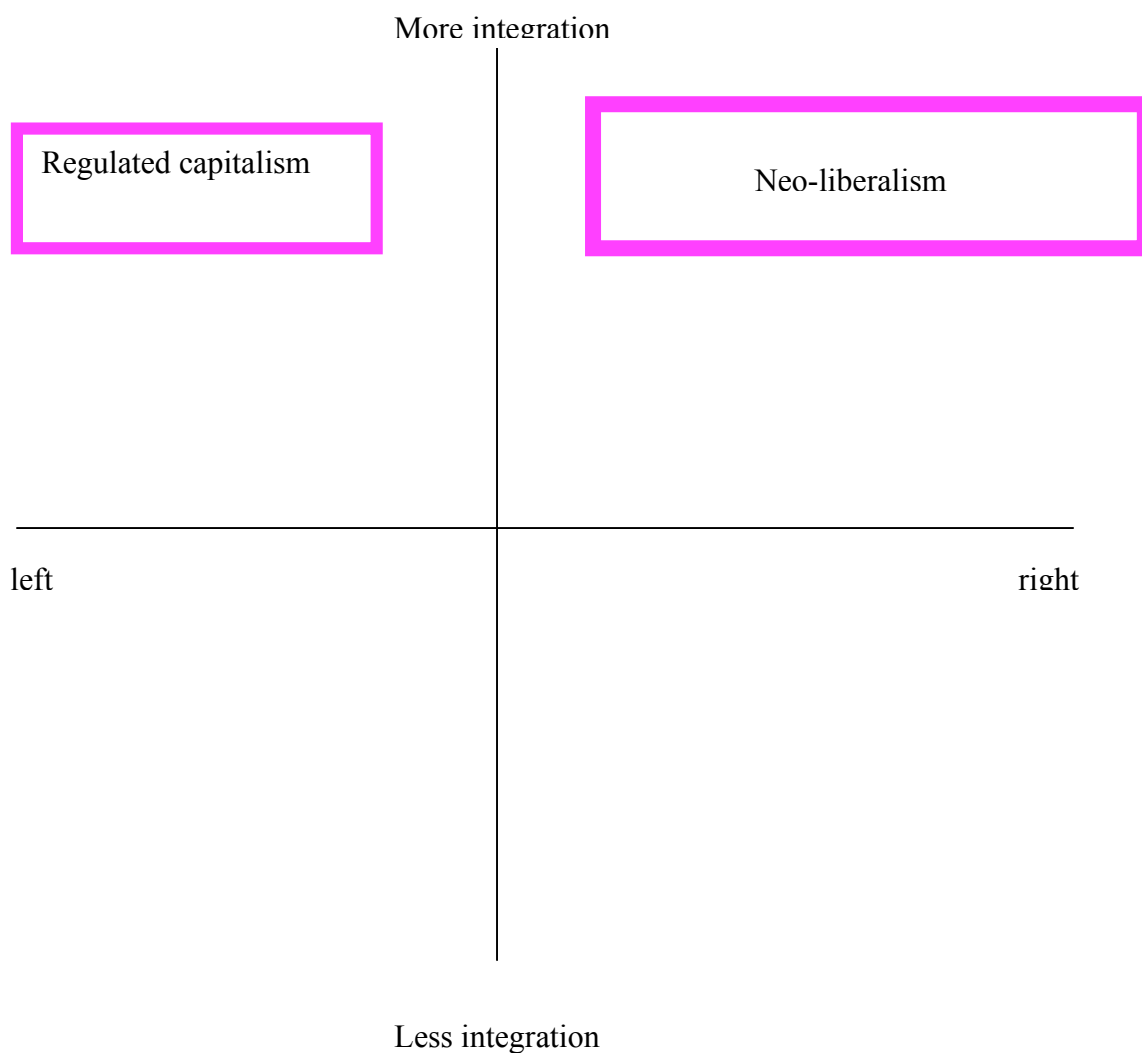 More integration
Regulated capitalism
Neo-liberalism
left
right
Less integration